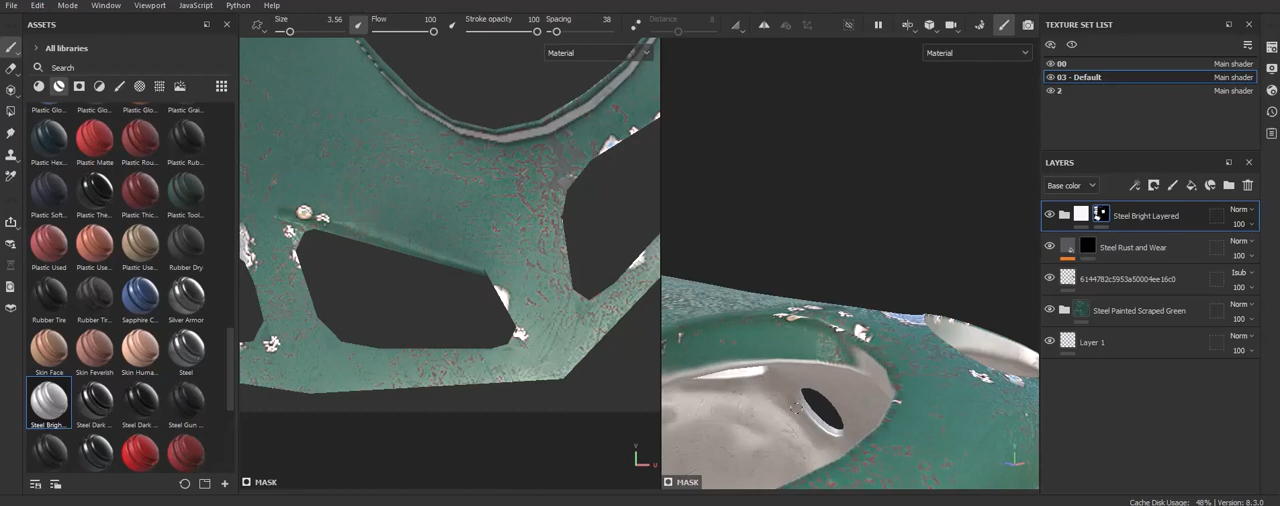 File Edit Mode Window Viewport JavaScript Python Help
ASSETS
All libraries
Search
Size 3.56 Flow 100 Stroke opacity 100 Spacing 38 Distance 8
Material
Material
Plastic Glo... Plastic Glo... Plastic Glo... Plastic Grai...
Plastic Hex... Plastic Matte Plastic Rou... Plastic Rub...
Plastic Soft... Plastic The... Plastic Thic... Plastic Tool...
Plastic Used Plastic Use... Plastic Use... Rubber Dry
Rubber Tire Rubber Tir... Sapphire C... Silver Armor
Skin Face Skin Feverish Skin Huma... Steel
Steel Brigh... Steel Dark ... Steel Dark ... Steel Gun ...
V
U
MASK
MASK
TEXTURE SET LIST
00 Main shader
03 - Default Main shader
2 Main shader
LAYERS
Base color
Steel Bright Layered Norm 100
Steel Rust and Wear Norm 100
6144782c5953a50004ee16c0 lsub 100
Steel Painted Scraped Green Norm 100
Layer 1 Norm 100
Cache Disk Usage: 48% | Version: 8.3.0